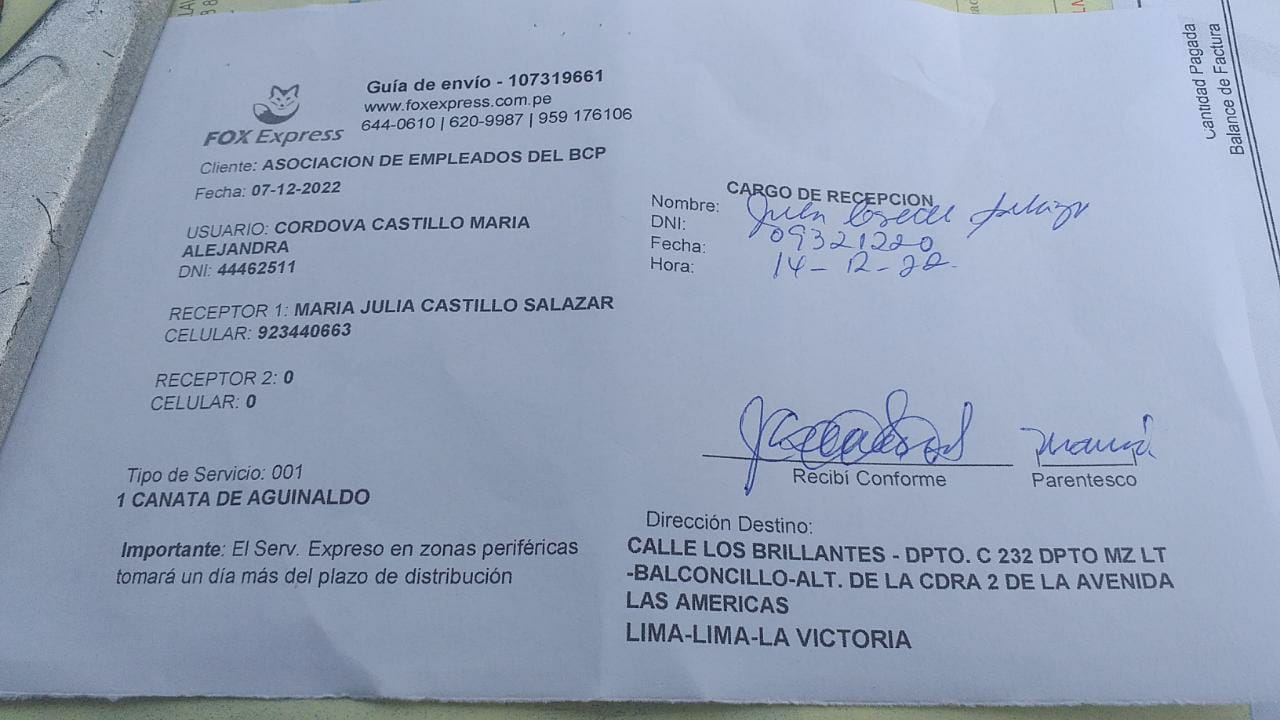 Guía de envío - 107319661
www.foxexpress.com.pe
644-0610 | 620-9987 | 959 176106
FOX Express
Cliente: ASOCIACION DE EMPLEADOS DEL BCP
Fecha: 07-12-2022
USUARIO: CORDOVA CASTILLO MARIA
ALEJANDRA
DNI: 44462511
RECEPTOR 1: MARIA JULIA CASTILLO SALAZAR
CELULAR: 923440663
RECEPTOR 2: 0
CELULAR: 0
Tipo de Servicio: 001
1 CANATA DE AGUINALDO
Importante: El Serv. Expreso en zonas periféricas
tomará un día más del plazo de distribución
CARGO DE RECEPCION
Nombre:
DNI: 09321220
Fecha: 14-12-22
Hora:
Recibí Conforme
mamá
Parentesco
Dirección Destino:
CALLE LOS BRILLANTES - DPTO. C 232 DPTO MZ LT
-BALCONCILLO-ALT. DE LA CDRA 2 DE LA AVENIDA
LAS AMERICAS
LIMA-LIMA-LA VICTORIA
Cantidad Pagada
Balance de Factura